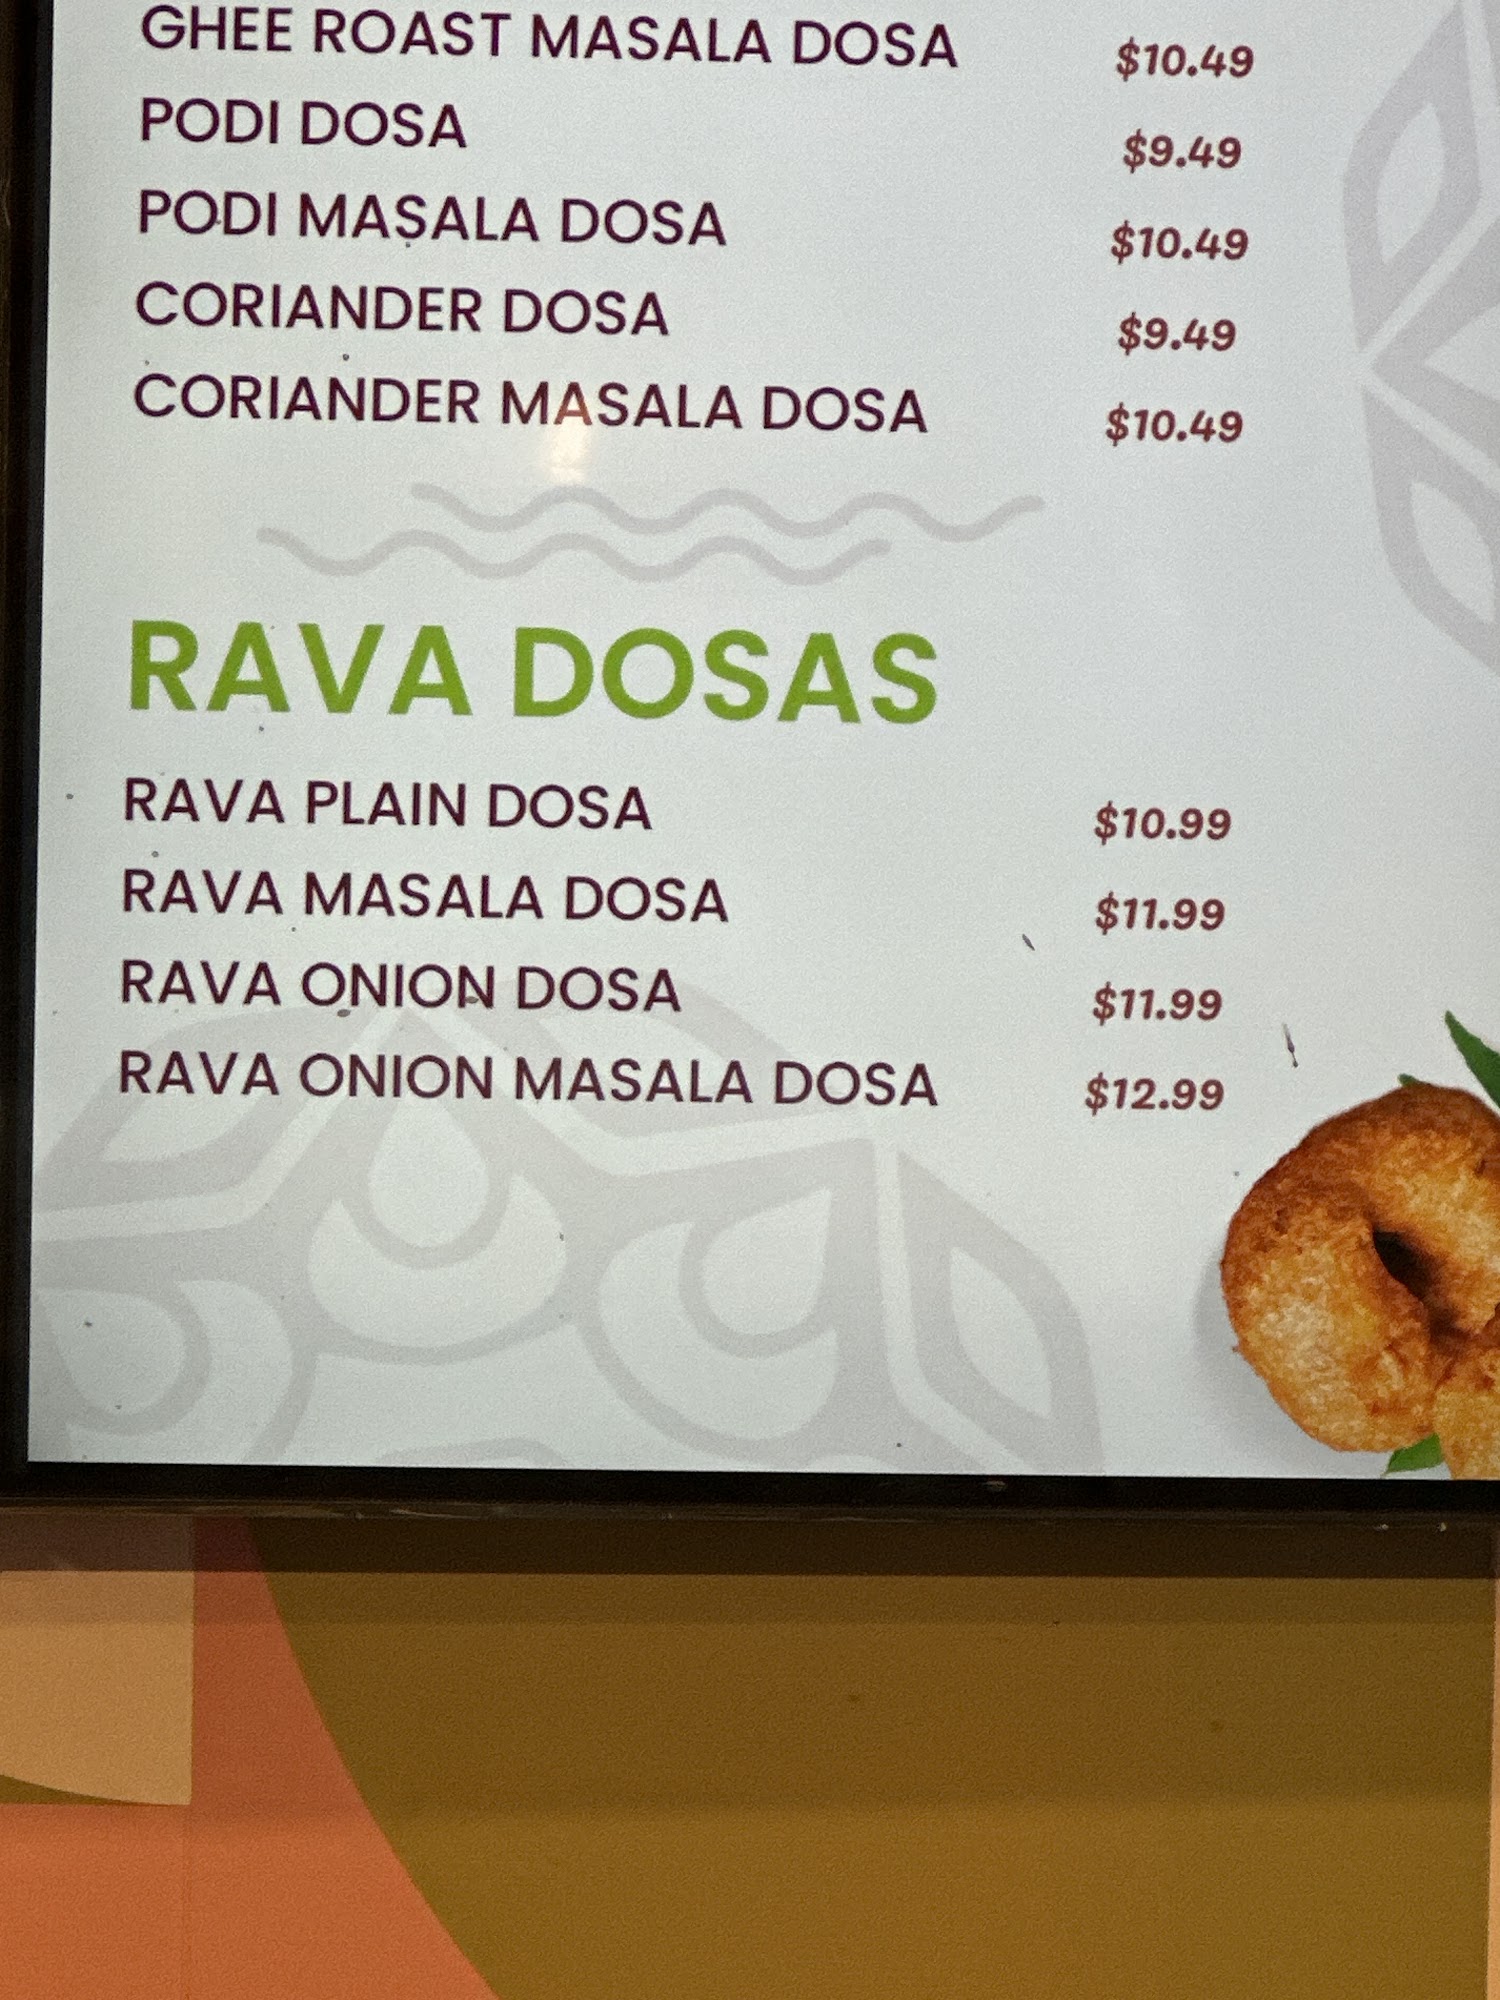 GHEE ROAST MASALA DOSA $10.49
PODI DOSA $9.49
PODI MASALA DOSA $10.49
CORIANDER DOSA $9.49
CORIANDER MASALA DOSA $10.49
RAVA DOSAS
RAVA PLAIN DOSA $10.99
RAVA MASALA DOSA $11.99
RAVA ONION DOSA $11.99
RAVA ONION MASALA DOSA $12.99